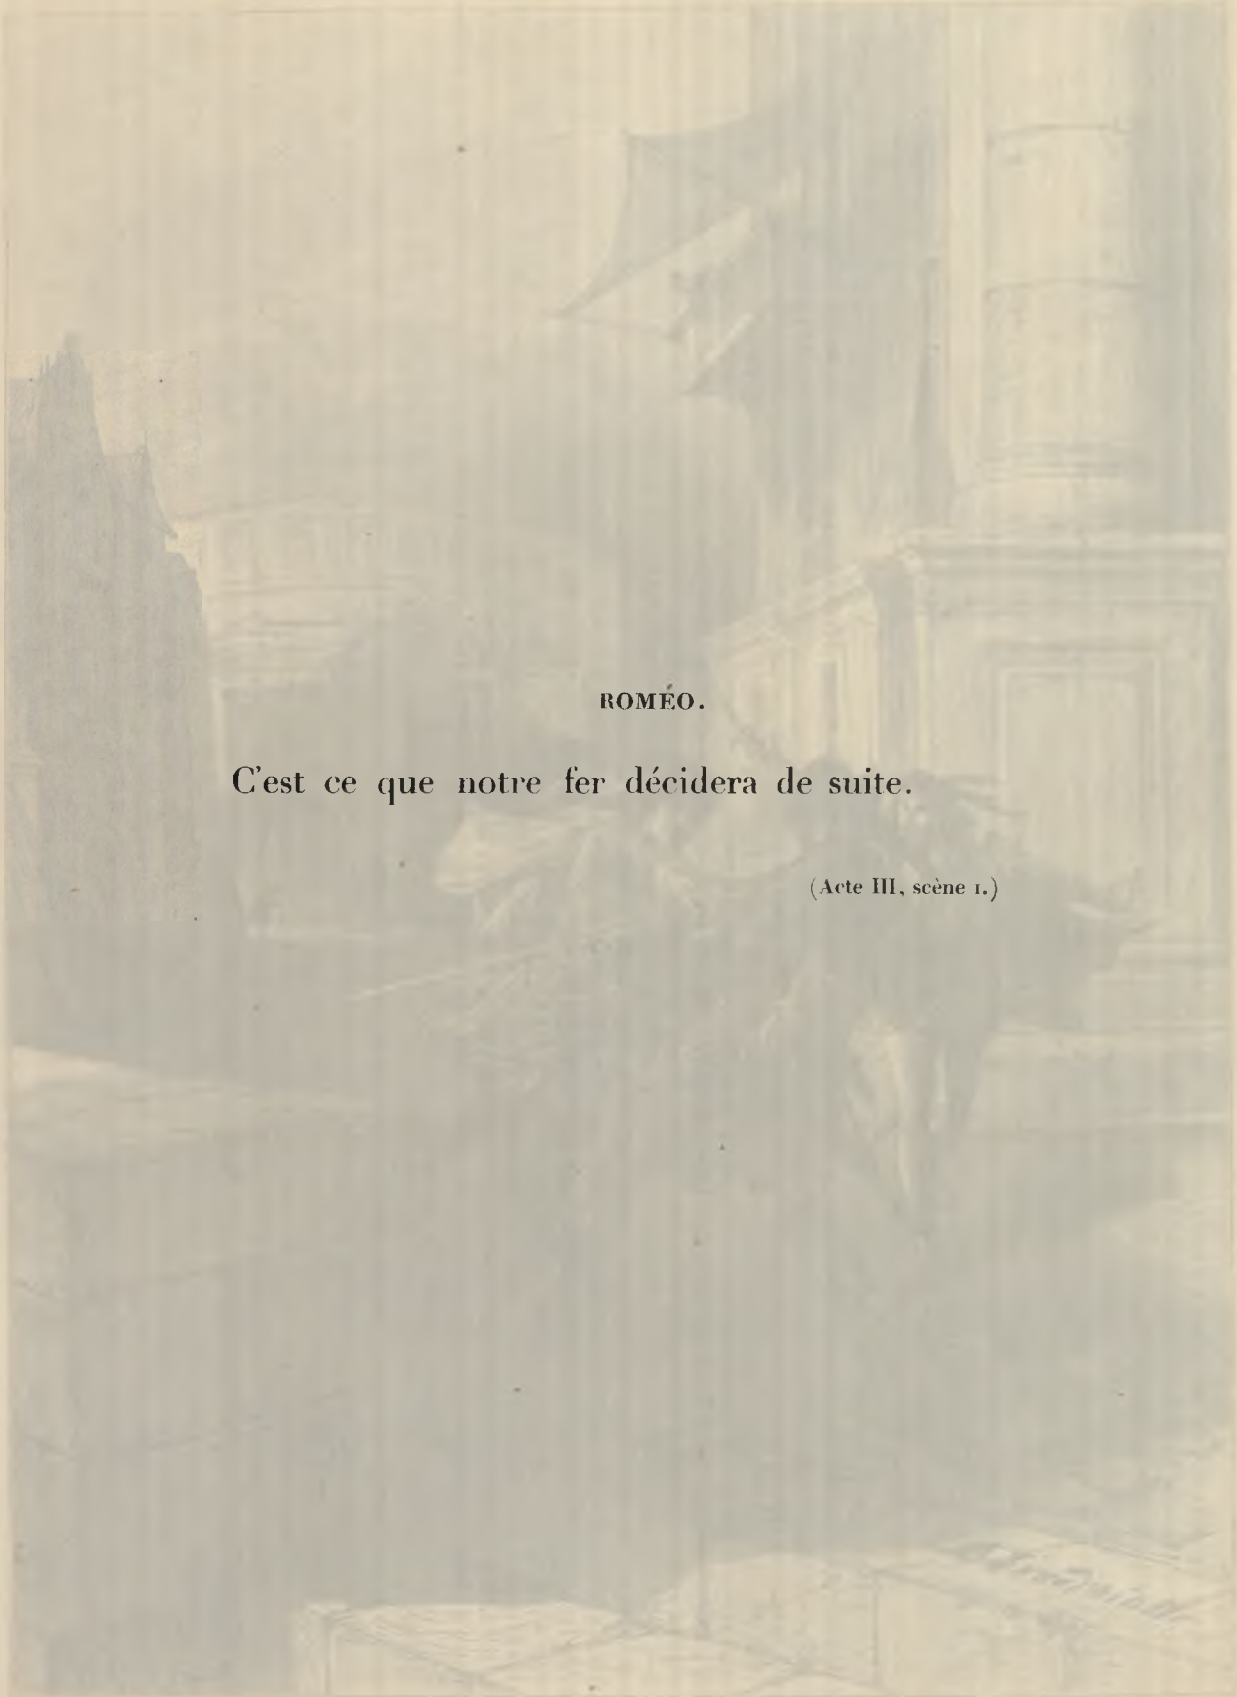 ROMÉO.
C'est ce que notre fer décidera de suite.
(Acte III, scène I.)